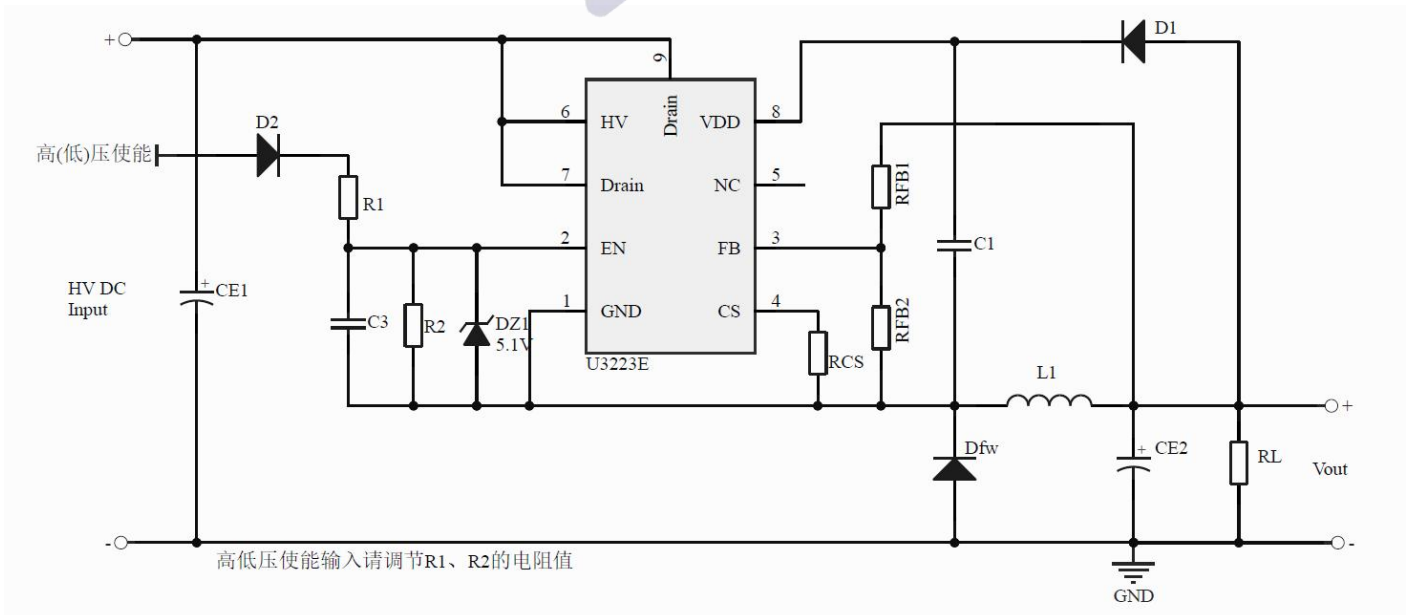 +
D1
9
D2
6
HV
Drain
VDD
8
高(低)压使能
R1
7
Drain
NC
5
RFB1
2
EN
FB
3
C1
HV DC
Input
+
CE1
1
GND
CS
4
C3
R2
DZ1
5.1V
RFB2
U3223E
RCS
L1
+
Dfw
+
CE2
RL
Vout
-
-
高低压使能输入请调节R1、R2的电阻值
GND